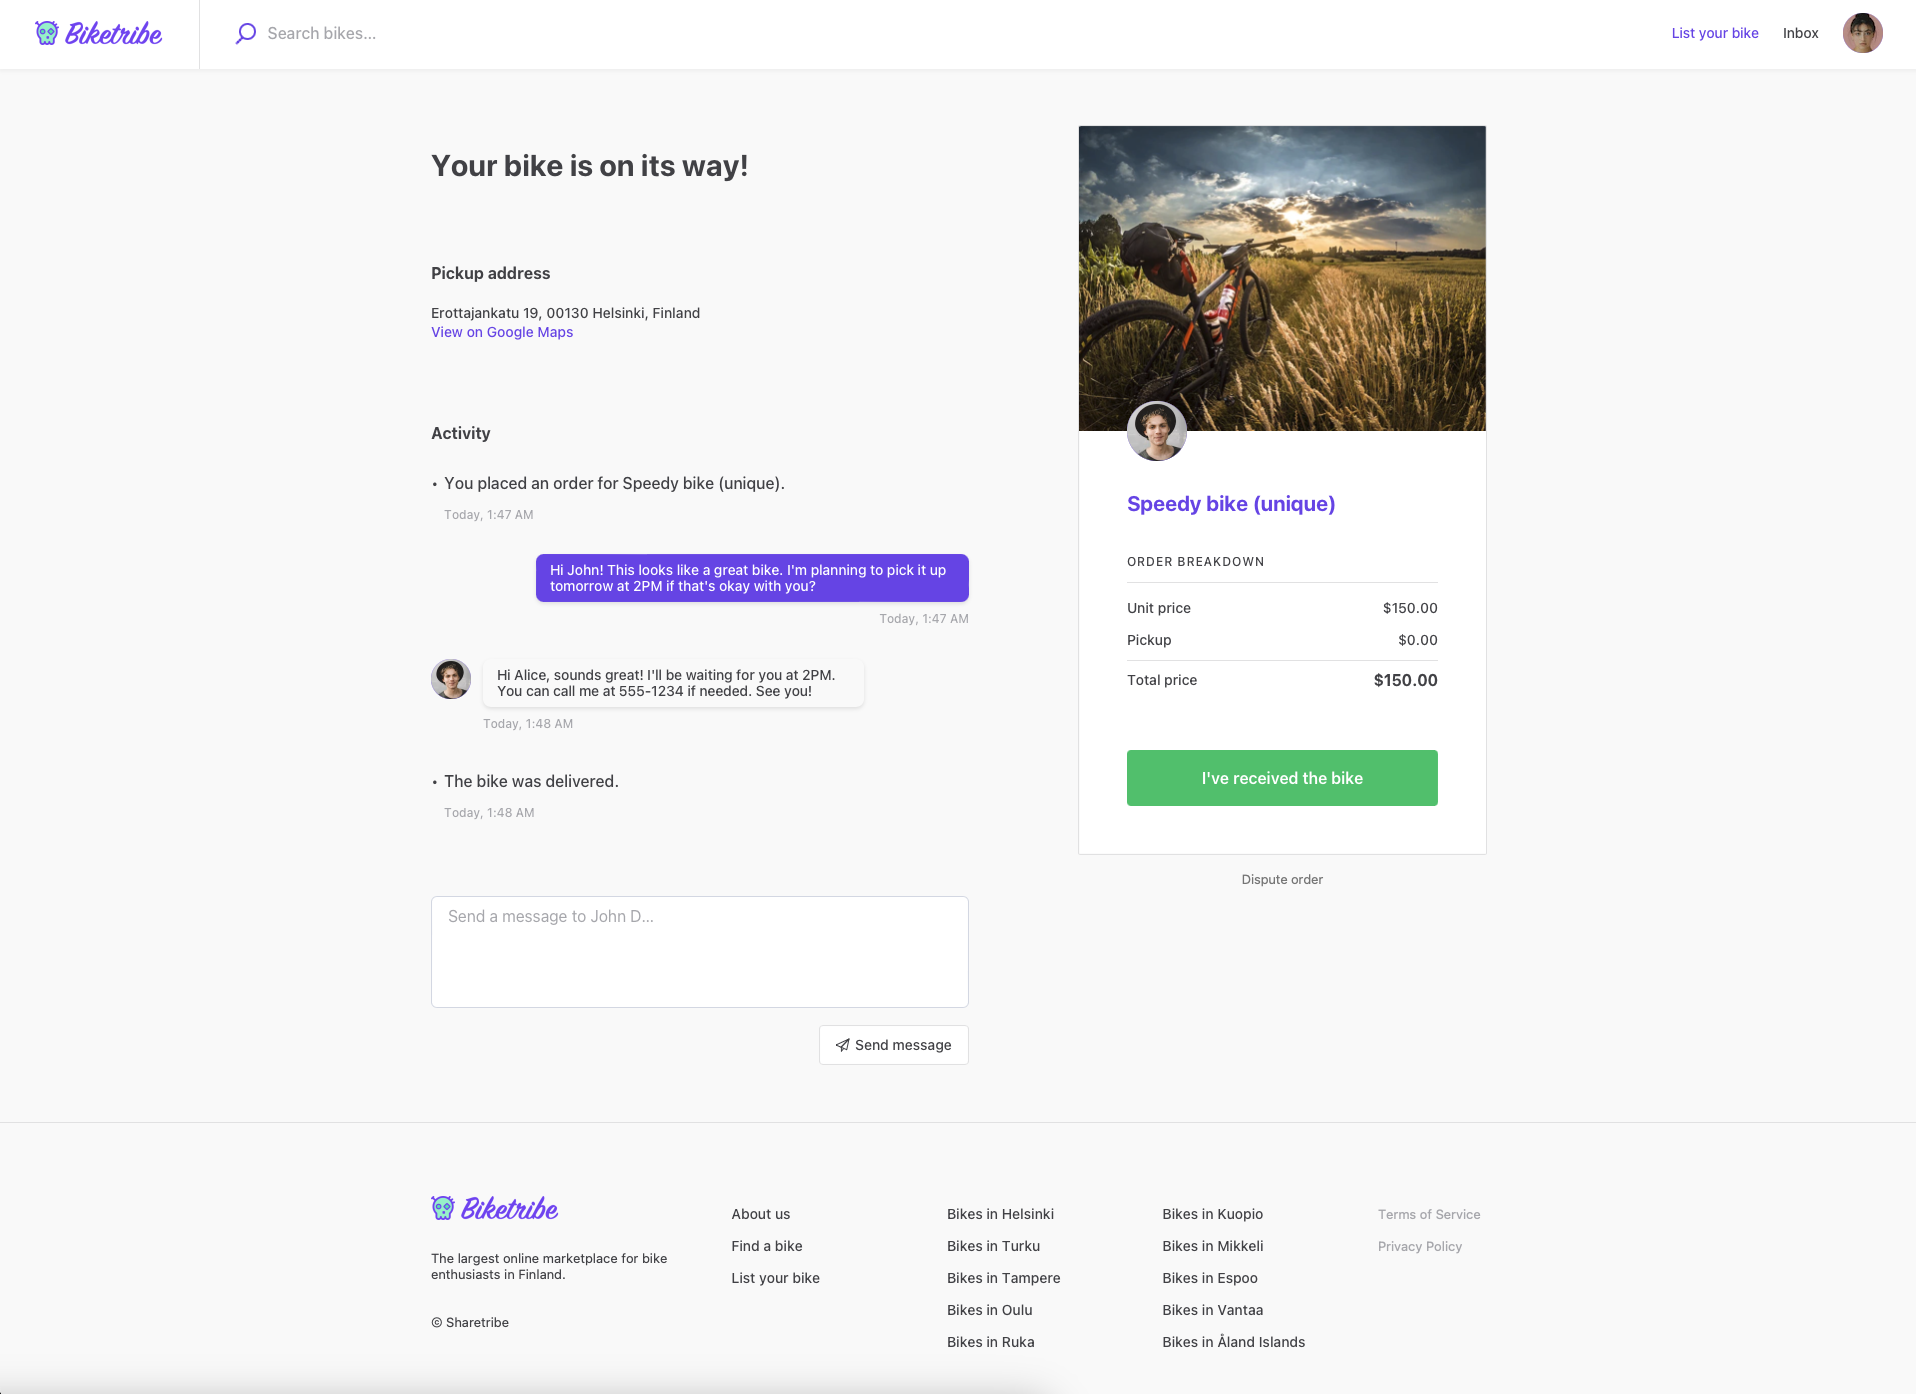 Biketribe
Search bikes...
List your bike
Inbox
Your bike is on its way!
Pickup address
Erottajankatu 19, 00130 Helsinki, Finland
View on Google Maps
Activity
• You placed an order for Speedy bike (unique).
Today, 1:47 AM
Hi John! This looks like a great bike. I'm planning to pick it up
tomorrow at 2PM if that's okay with you?
Today, 1:47 AM
Hi Alice, sounds great! I'll be waiting for you at 2PM.
You can call me at 555-1234 if needed. See you!
Today, 1:48 AM
• The bike was delivered.
Today, 1:48 AM
Send a message to John D...
Send message
Speedy bike (unique)
ORDER BREAKDOWN
Unit price $150.00
Pickup $0.00
Total price $150.00
I've received the bike
Dispute order
Biketribe
The largest online marketplace for bike
enthusiasts in Finland.
© Sharetribe
About us
Find a bike
List your bike
Bikes in Helsinki
Bikes in Turku
Bikes in Tampere
Bikes in Oulu
Bikes in Ruka
Bikes in Kuopio
Bikes in Mikkeli
Bikes in Espoo
Bikes in Vantaa
Bikes in Åland Islands
Terms of Service
Privacy Policy